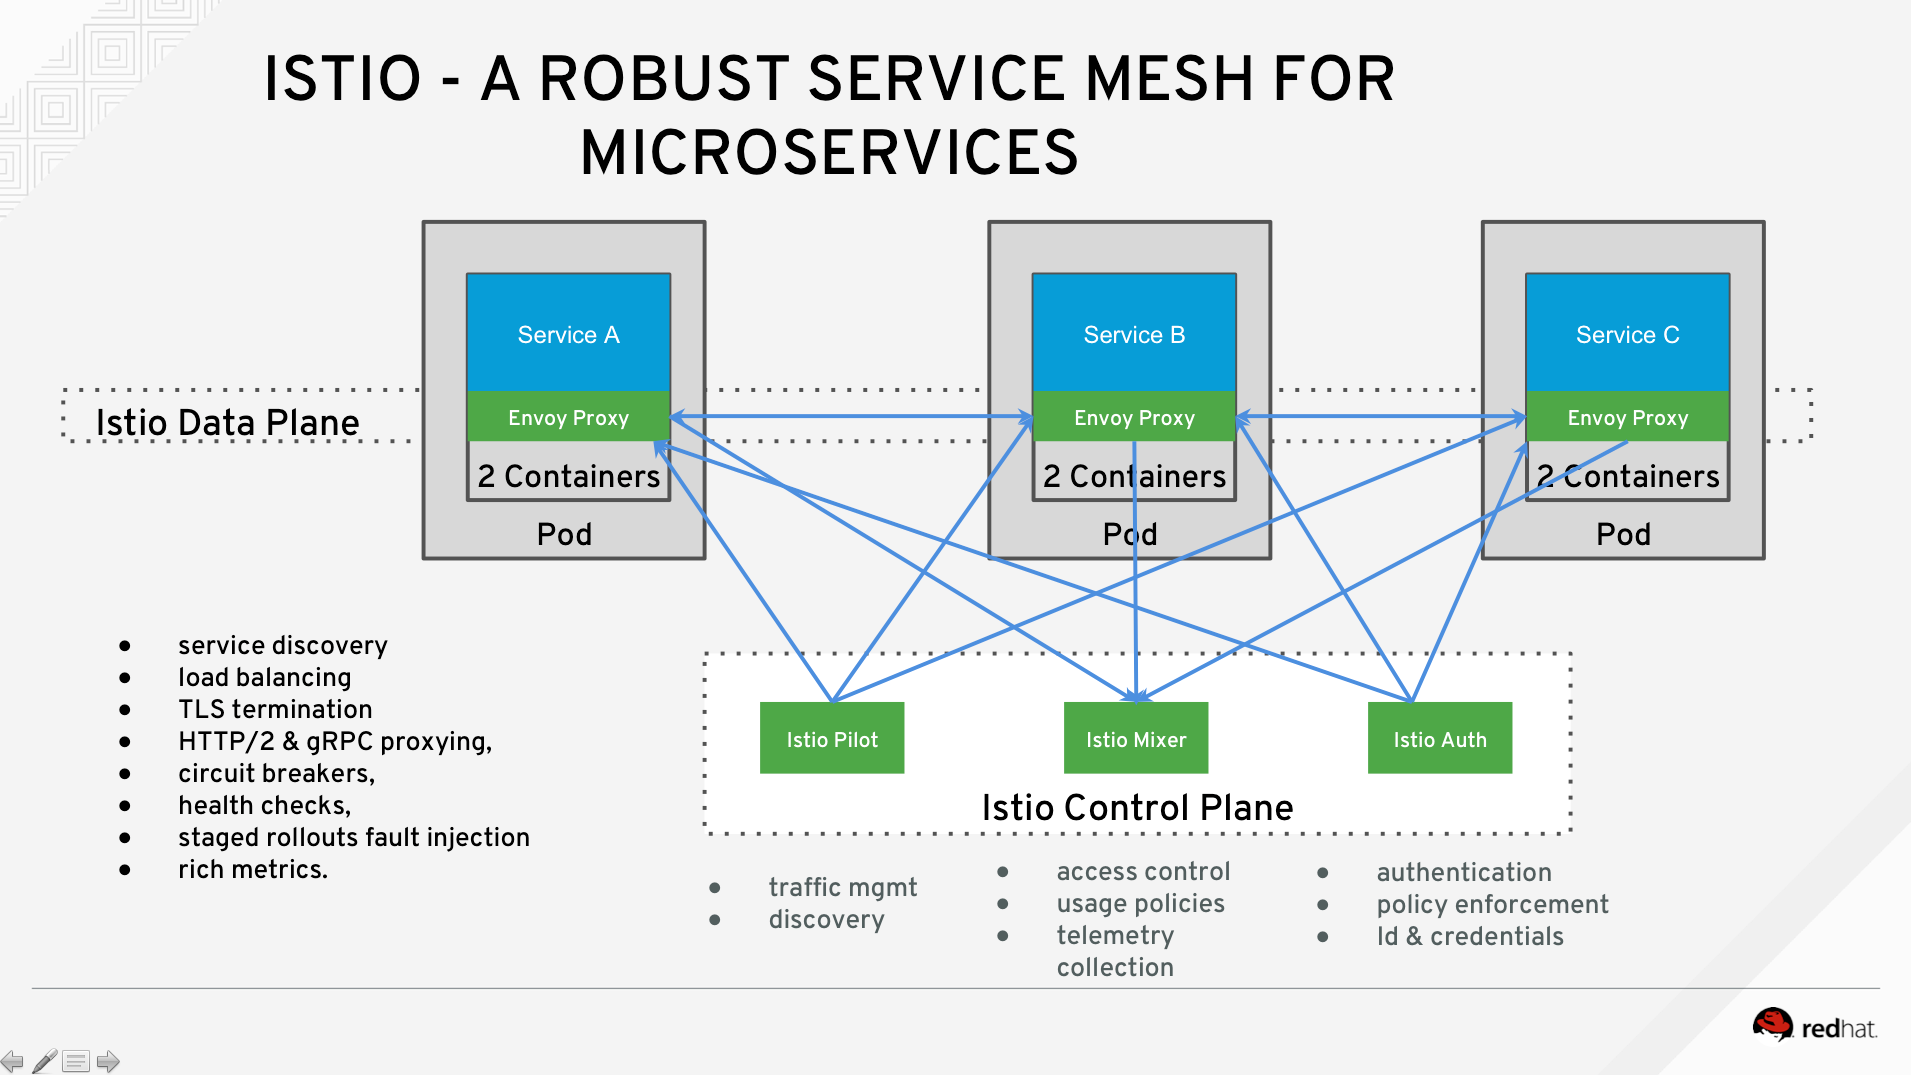 ISTIO - A ROBUST SERVICE MESH FOR
MICROSERVICES
Service A
Service B
Service C
Istio Data Plane
Envoy Proxy
Envoy Proxy
Envoy Proxy
2 Containers
2 Containers
2 Containers
Pod
Pod
Pod
● service discovery
● load balancing
● TLS termination
● HTTP/2 & gRPC proxying,
● circuit breakers,
● health checks,
● staged rollouts fault injection
● rich metrics.
Istio Pilot
Istio Mixer
Istio Auth
Istio Control Plane
● traffic mgmt
● discovery
● access control
● usage policies
● telemetry
collection
● authentication
● policy enforcement
● Id & credentials
redhat.